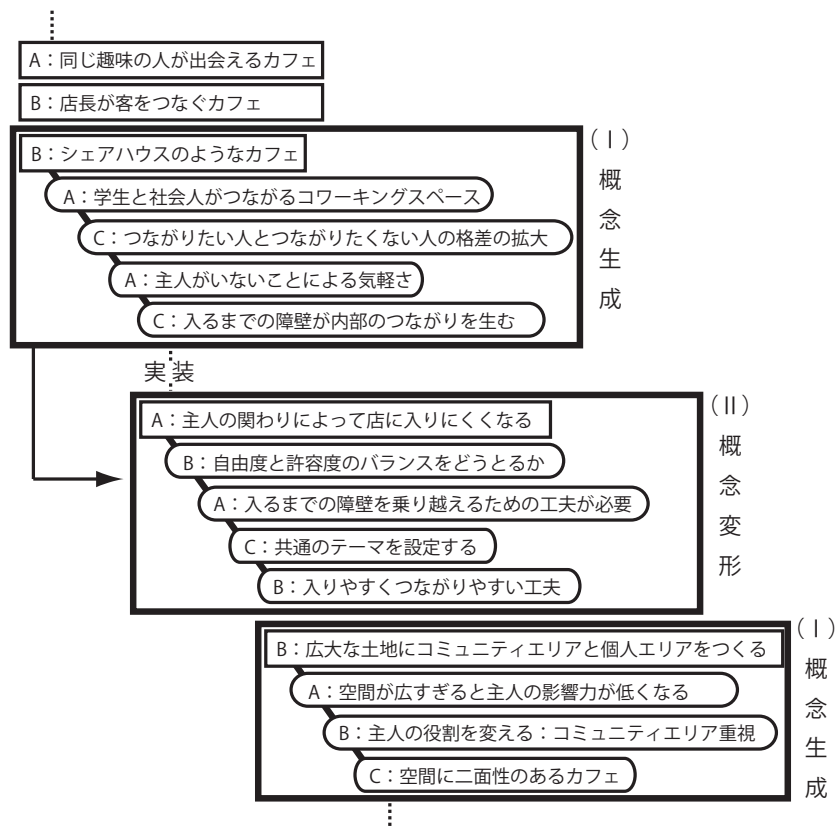 A：同じ趣味の人が出会えるカフェ
B：店長が客をつなぐカフェ
(Ⅰ)概念生成
B：シェアハウスのようなカフェ
A：学生と社会人がつながるコワーキングスペース
C：つながりたい人とつながりたくない人の格差の拡大
A：主人がいないことによる気軽さ
C：入るまでの障壁が内部のつながりを生む
実装
(Ⅱ)概念変形
A：主人の関わりによって店に入りにくくなる
B：自由度と許容度のバランスをどうとるか
A：入るまでの障壁を乗り越えるための工夫が必要
C：共通のテーマを設定する
B：入りやすくつながりやすい工夫
(Ⅰ)概念生成
B：広大な土地にコミュニティエリアと個人エリアをつくる
A：空間が広すぎると主人の影響力が低くなる
B：主人の役割を変える：コミュニティエリア重視
C：空間に二面性のあるカフェ